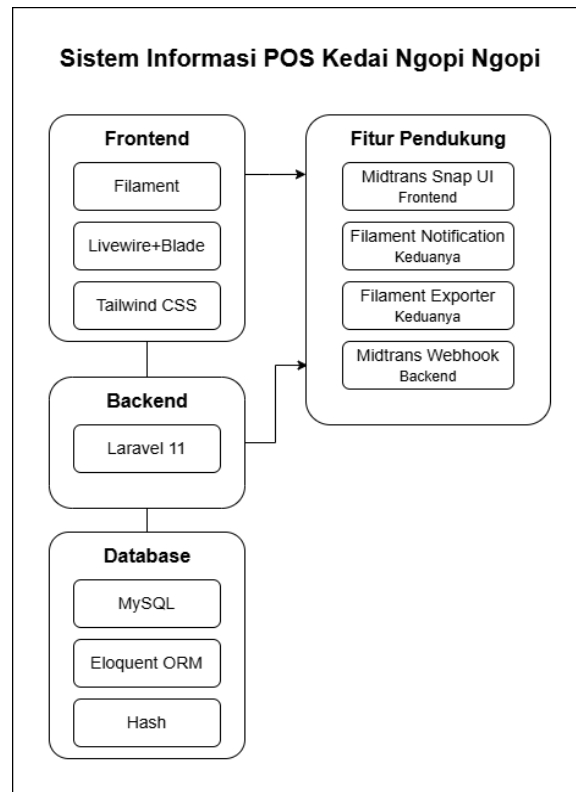 Sistem Informasi POS Kedai Ngopi Ngopi
Frontend
Filament
Livewire+Blade
Tailwind CSS
Backend
Laravel 11
Database
MySQL
Eloquent ORM
Hash
Fitur Pendukung
Midtrans Snap UI
Frontend
Filament Notification
Keduanya
Filament Exporter
Keduanya
Midtrans Webhook
Backend